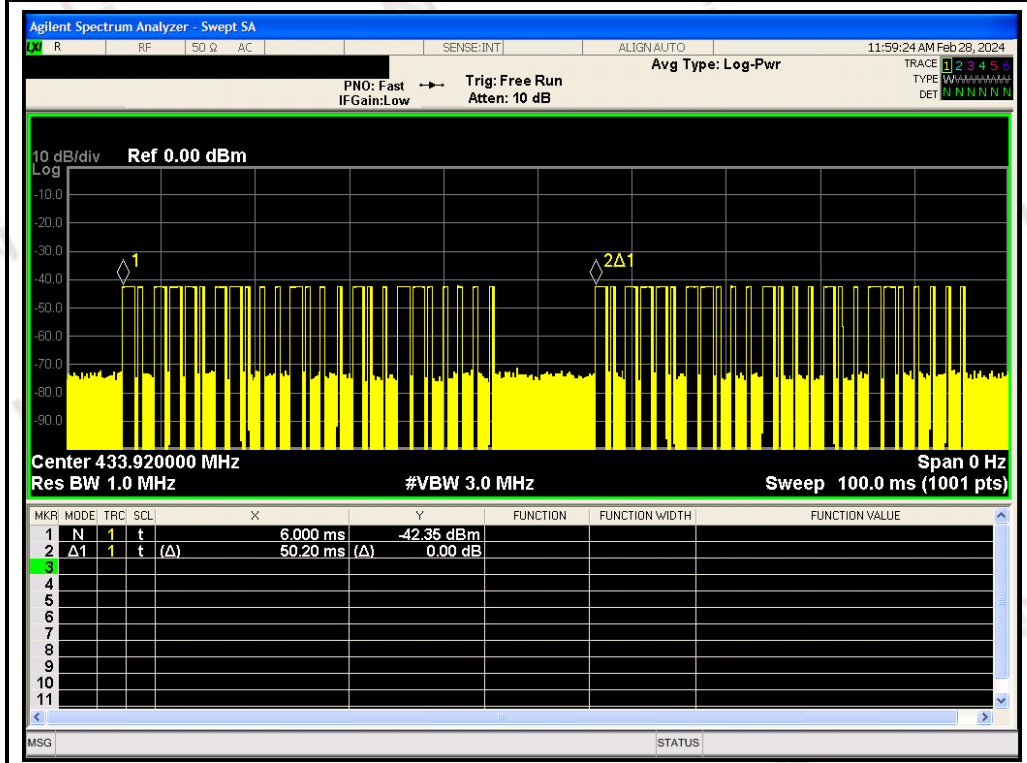 Agilent Spectrum Analyzer - Swept SA
LXI R RF 50 Ω AC SENSE:INT ALIGN AUTO 11:59:24 AM Feb 28, 2024
Avg Type: Log-Pwr TRACE 1 2 3 4 5 6
PNO: Fast Trig: Free Run TYPE WWWWWW
IFGain:Low Atten: 10 dB DET N N N N N N
10 dB/div Ref 0.00 dBm
Log
-10.0
-20.0
-30.0
1 2Δ1
-40.0
-50.0
-60.0
-70.0
-80.0
-90.0
Center 433.920000 MHz Span 0 Hz
Res BW 1.0 MHz #VBW 3.0 MHz Sweep 100.0 ms (1001 pts)
MKR MODE TRC SCL X Y FUNCTION FUNCTION WIDTH FUNCTION VALUE
1 N 1 t 6.000 ms -42.35 dBm
2 Δ1 1 t (Δ) 50.20 ms (Δ) 0.00 dB
3
4
5
6
7
8
9
10
11
MSG STATUS